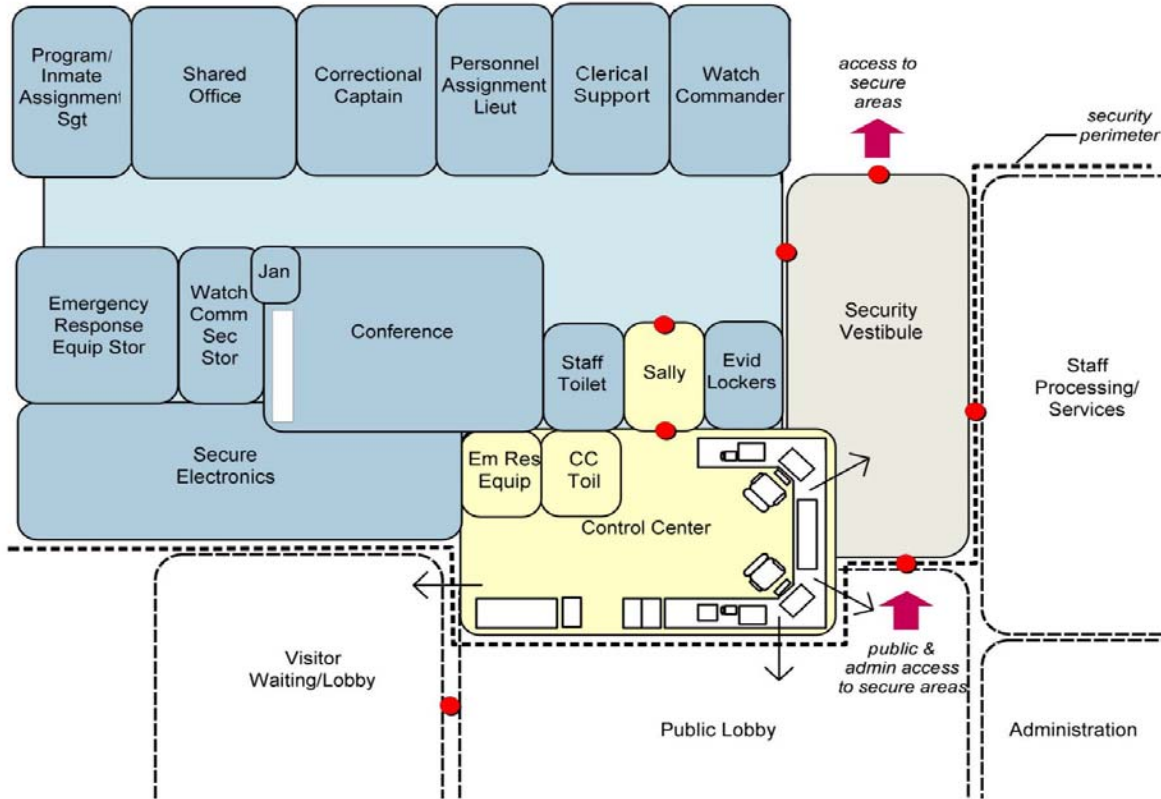 Program/
Inmate
Assignment
Sgt
Shared
Office
Correctional
Captain
Personnel
Assignment
Lieut
Clerical
Support
Watch
Commander
access to
secure
areas
security
perimeter
Emergency
Response
Equip Stor
Watch
Comm
Sec
Stor
Jan
Conference
Staff
Toilet
Sally
Evid
Lockers
Security
Vestibule
Staff
Processing/
Services
Secure
Electronics
Em Res
Equip
CC
Toil
Control Center
Visitor
Waiting/Lobby
public &
admin access
to secure areas
Public Lobby
Administration